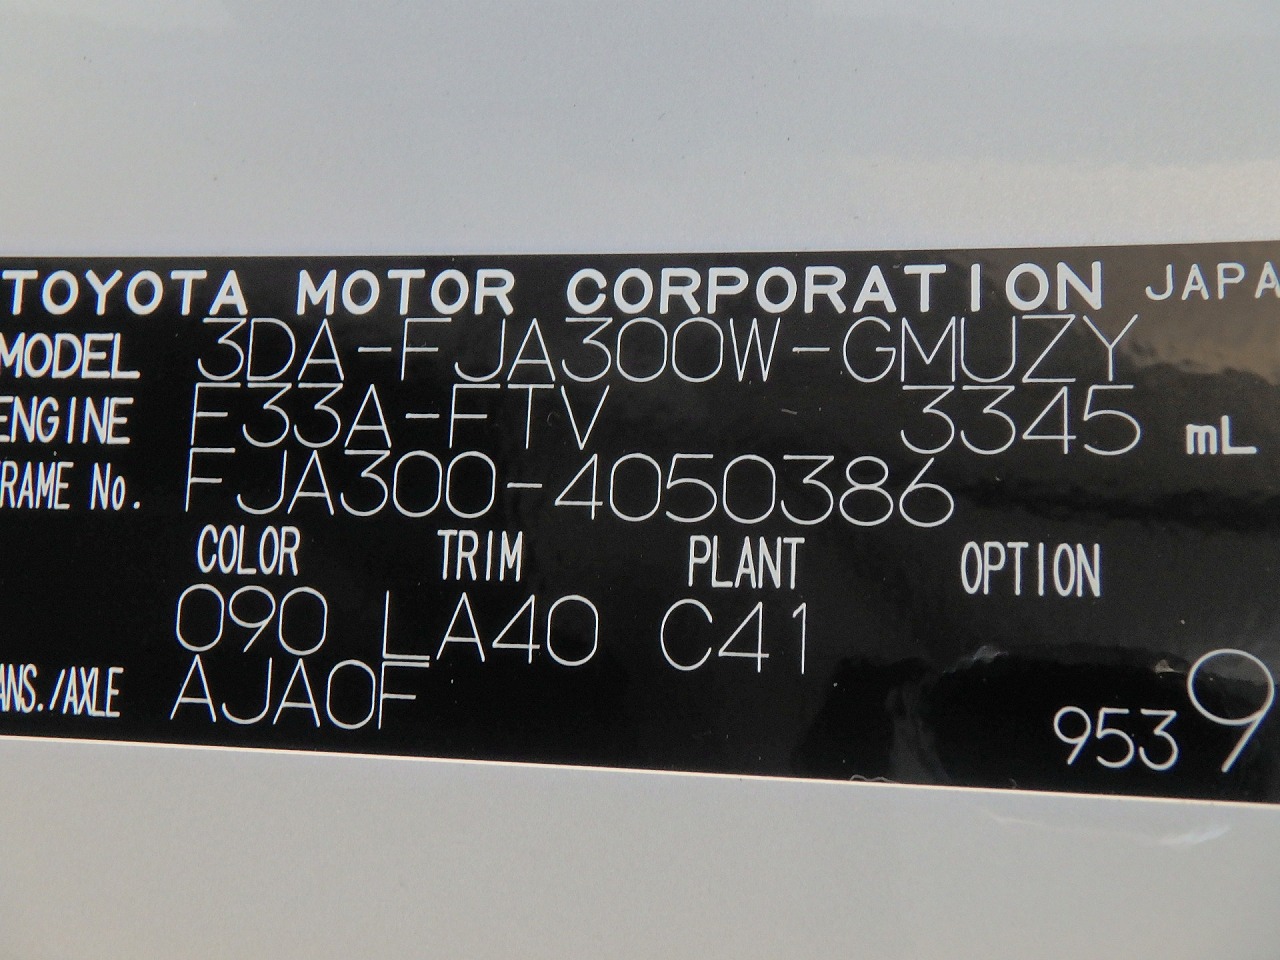 TOYOTA MOTOR CORPORATION JAPA
MODEL 3DA-FJA300W-GMUZY
ENGINE F33A-FTV 3345 mL
RAME No. FJA300-4050386
COLOR TRIM PLANT OPTION
090 LA40 C41
ANS./AXLE AJA0F
9539